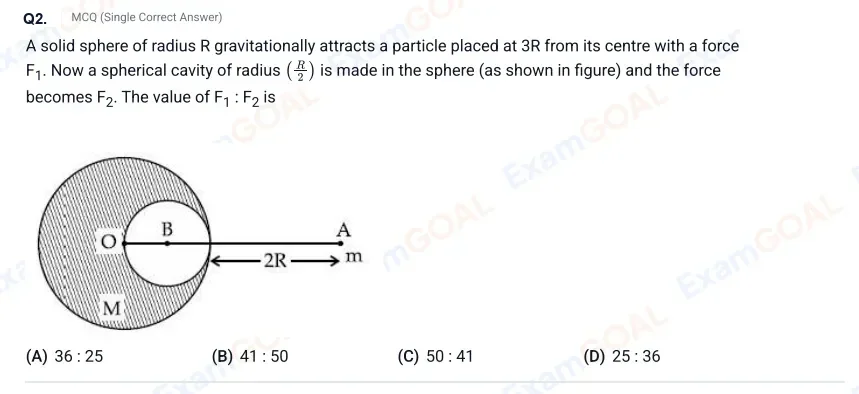 Q2. MCQ (Single Correct Answer)
A solid sphere of radius R gravitationally attracts a particle placed at 3R from its centre with a force
F₁. Now a spherical cavity of radius (R/2) is made in the sphere (as shown in figure) and the force
becomes F₂. The value of F₁ : F₂ is
B
A
O
2R
m
M
(A) 36 : 25
(B) 41 : 50
(C) 50 : 41
(D) 25 : 36
ExamGOAL
ExamGOAL